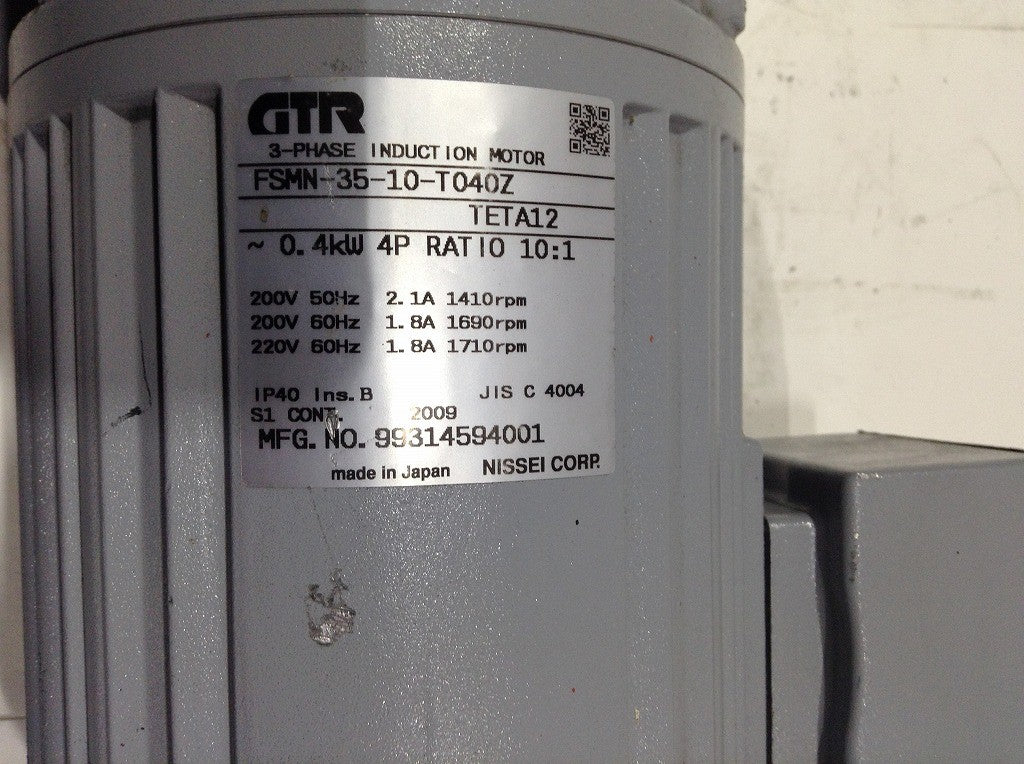 GTR
3-PHASE INDUCTION MOTOR
FSMN-35-10-T040Z
TETA12
~ 0.4kW 4P RATIO 10:1
200V 50Hz 2.1A 1410rpm
200V 60Hz 1.8A 1690rpm
220V 60Hz 1.8A 1710rpm
IP40 Ins.B JIS C 4004
S1 CONT. 2009
MFG.NO.99314594001
made in Japan NISSEI CORP.